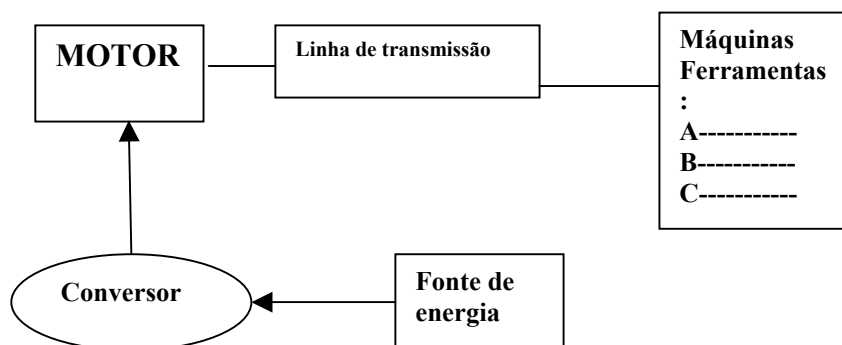 MOTOR
Linha de transmissão
Máquinas
Ferramentas
:
A-----------
B-----------
C-----------
Conversor
Fonte de
energia